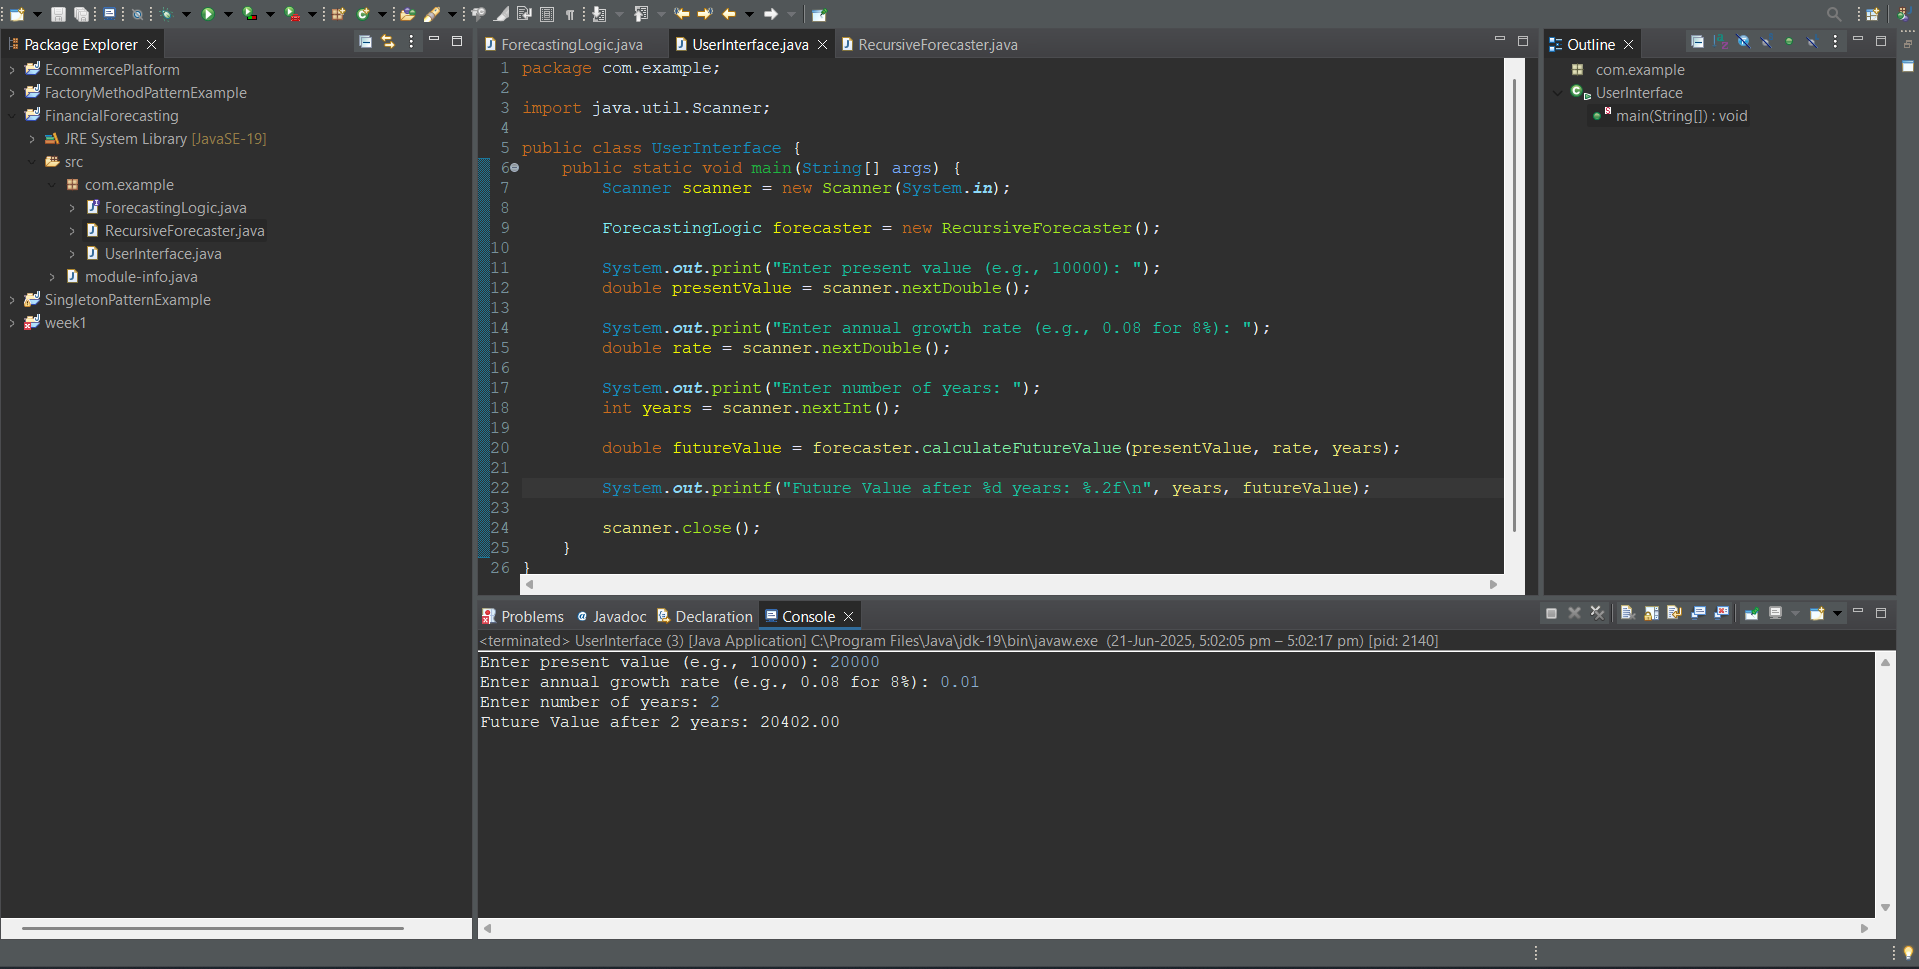 Package Explorer
EcommercePlatform
FactoryMethodPatternExample
FinancialForecasting
JRE System Library [JavaSE-19]
src
com.example
ForecastingLogic.java
RecursiveForecaster.java
UserInterface.java
module-info.java
SingletonPatternExample
week1
ForecastingLogic.java UserInterface.java RecursiveForecaster.java
1 package com.example;
2
3 import java.util.Scanner;
4
5 public class UserInterface {
6 public static void main(String[] args) {
7 Scanner scanner = new Scanner(System.in);
8
9 ForecastingLogic forecaster = new RecursiveForecaster();
10
11 System.out.print("Enter present value (e.g., 10000): ");
12 double presentValue = scanner.nextDouble();
13
14 System.out.print("Enter annual growth rate (e.g., 0.08 for 8%): ");
15 double rate = scanner.nextDouble();
16
17 System.out.print("Enter number of years: ");
18 int years = scanner.nextInt();
19
20 double futureValue = forecaster.calculateFutureValue(presentValue, rate, years);
21
22 System.out.printf("Future Value after %d years: %.2f\n", years, futureValue);
23
24 scanner.close();
25 }
26 }
Outline
com.example
UserInterface
main(String[]) : void
Problems Javadoc Declaration Console
<terminated> UserInterface (3) [Java Application] C:\Program Files\Java\jdk-19\bin\javaw.exe (21-Jun-2025, 5:02:05 pm – 5:02:17 pm) [pid: 2140]
Enter present value (e.g., 10000): 20000
Enter annual growth rate (e.g., 0.08 for 8%): 0.01
Enter number of years: 2
Future Value after 2 years: 20402.00